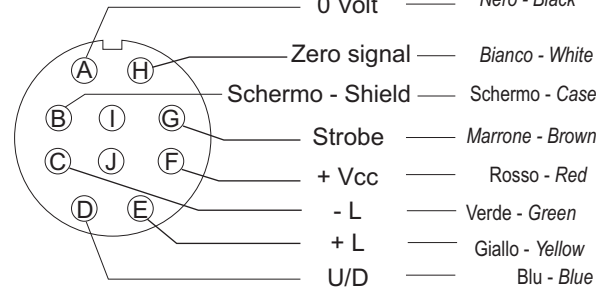 0 Volt Nero - Black
A H Zero signal Bianco - White
Schermo - Shield Schermo - Case
B I G
Strobe Marrone - Brown
C J F
+ Vcc Rosso - Red
D E
- L Verde - Green
+ L Giallo - Yellow
U/D Blu - Blue